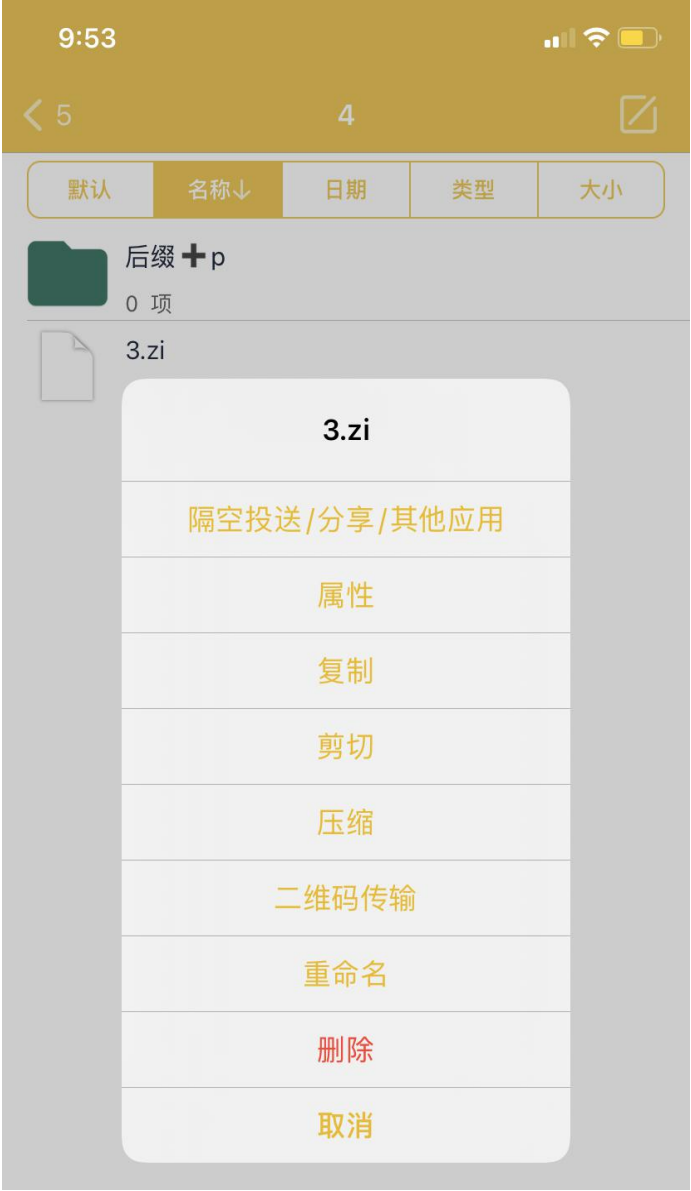 9:53
5
4
默认 名称↓ 日期 类型 大小
后缀➕p
0 项
3.zi
3.zi
隔空投送/分享/其他应用
属性
复制
剪切
压缩
二维码传输
重命名
删除
取消